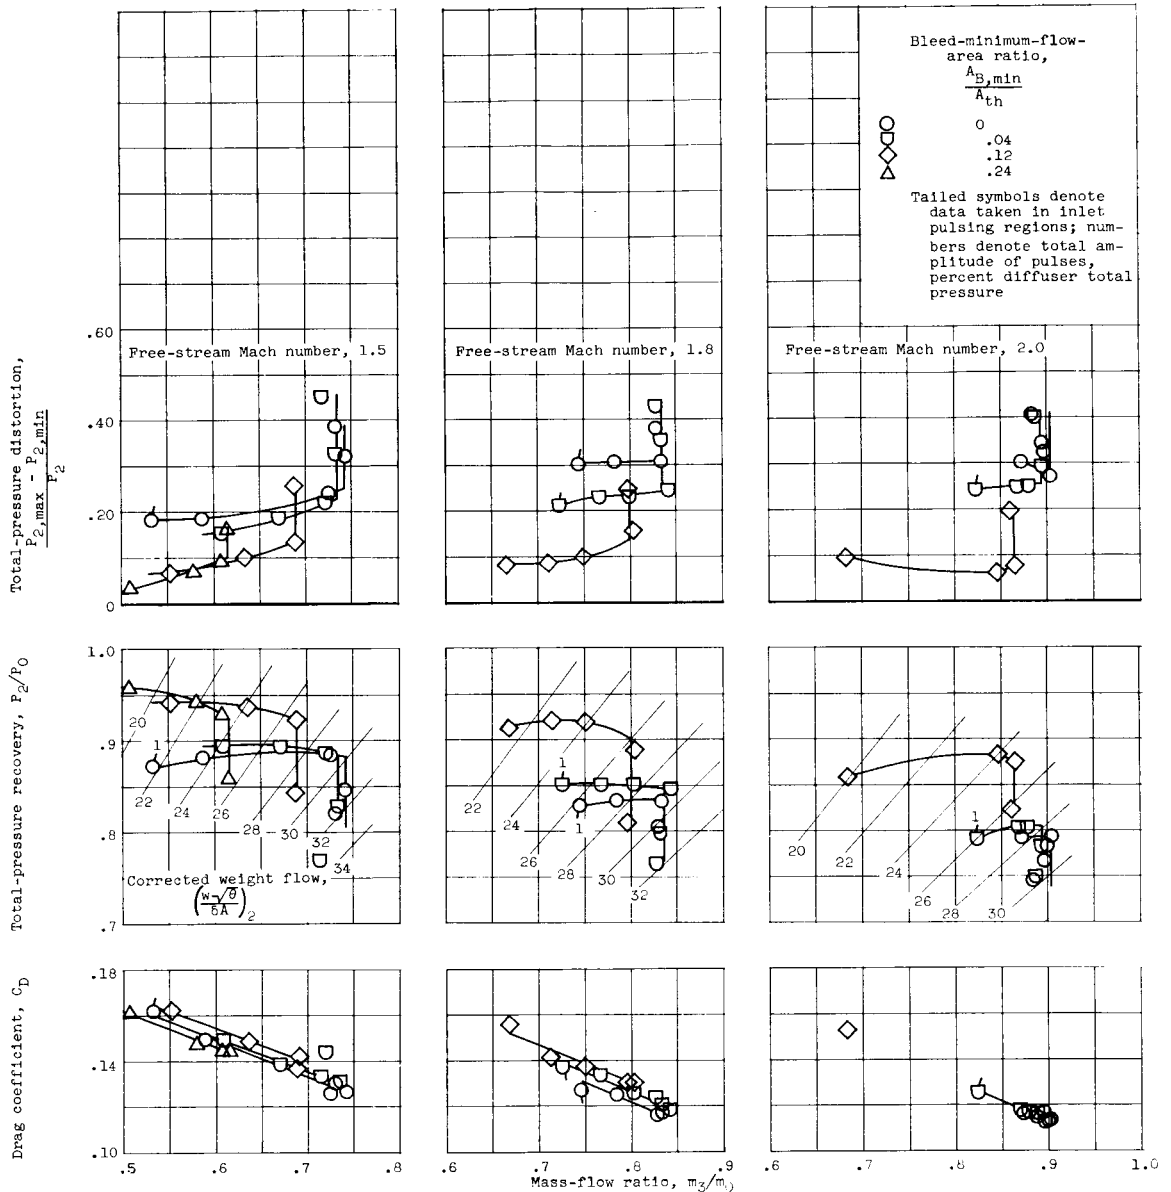 Bleed-minimum-flow-
area ratio,
A_B,min
A_th
0
.04
.12
.24
Tailed symbols denote
data taken in inlet
pulsing regions; num-
bers denote total am-
plitude of pulses,
percent diffuser total
pressure
Total-pressure distortion,
P_2,max - P_2,min
P_2
.60
.40
.20
0
Free-stream Mach number, 1.5
Free-stream Mach number, 1.8
Free-stream Mach number, 2.0
Total-pressure recovery, P_2/P_0
1.0
.9
.8
.7
20
1
22
24
26
28
30
32
34
Corrected weight flow,
(w√θ/δA)_2
1
22
24
1
26
28
30
32
1
20
22
24
26
28
30
Drag coefficient, C_D
.18
.14
.10
.5
.6
.7
.8
.6
.7
.8
.9
.6
.7
.8
.9
1.0
Mass-flow ratio, m_3/m_0